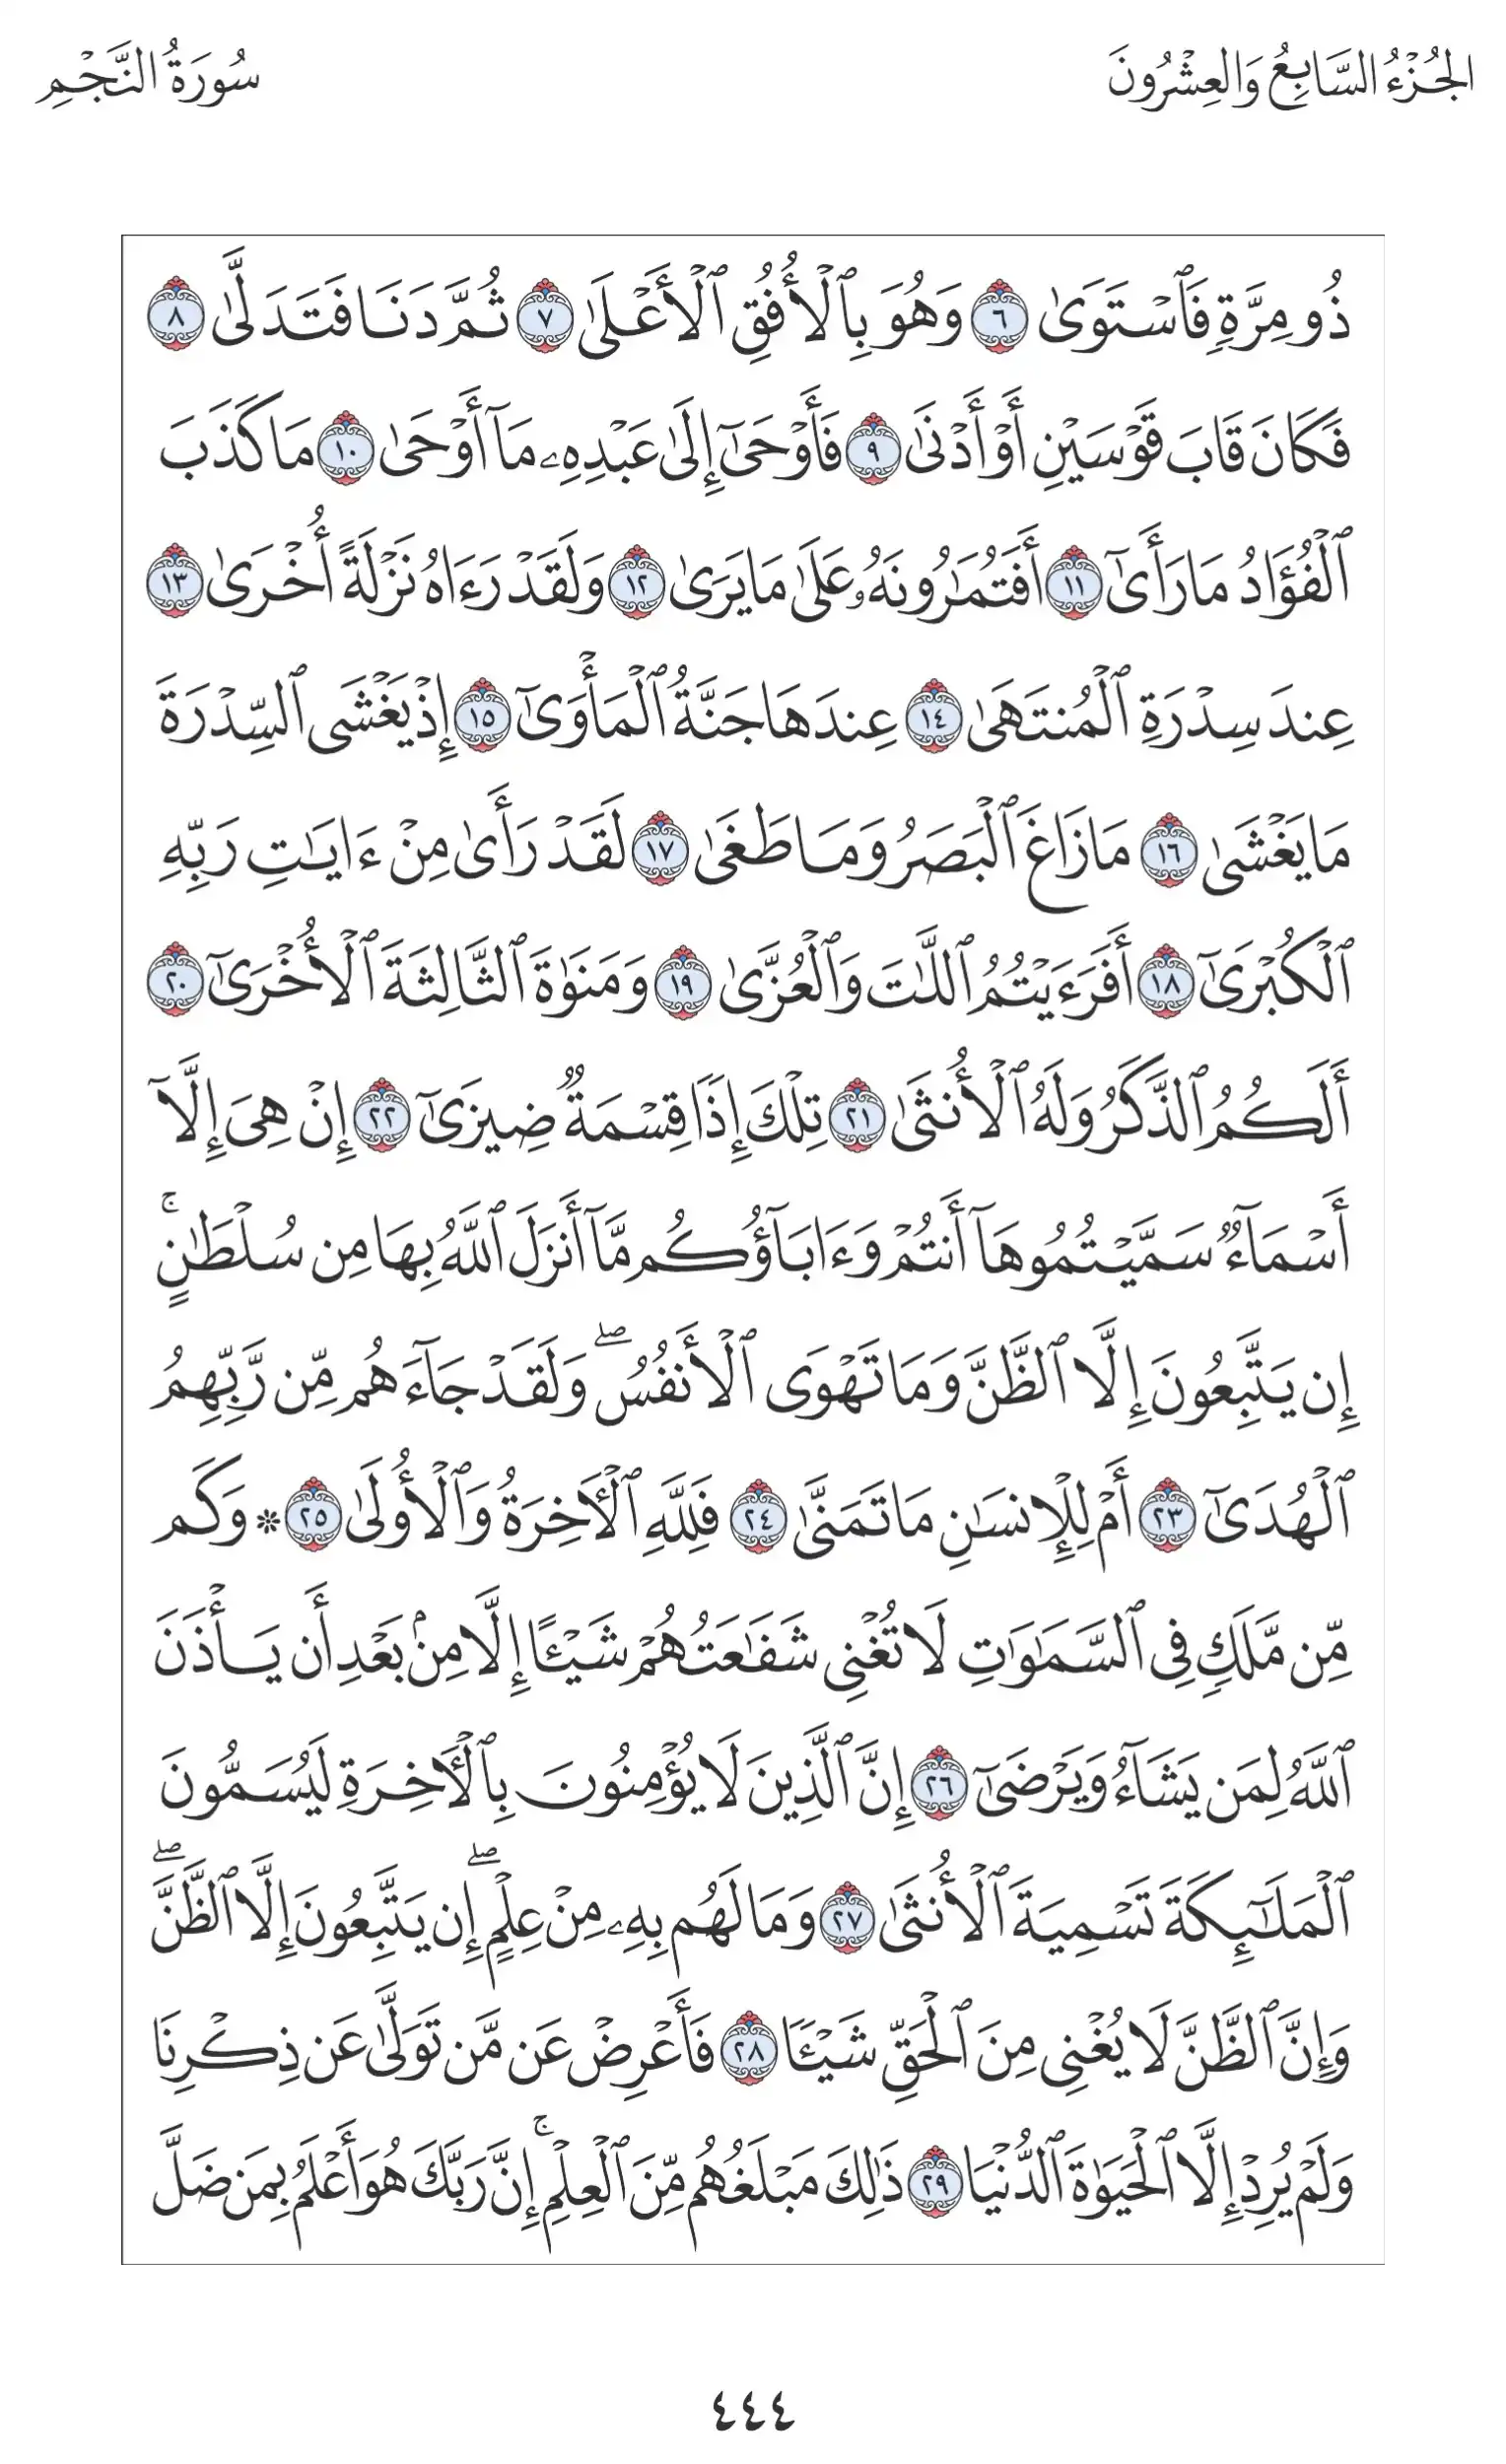 الجُزْءُ السَّابِعُ وَالعِشْرُونَ
سُورَةُ النَّجْمِ
ذُو مِرَّةٍ فَٱسْتَوَىٰ ٦ وَهُوَ بِٱلْأُفُقِ ٱلْأَعْلَىٰ ٧ ثُمَّ دَنَا فَتَدَلَّىٰ ٨
فَكَانَ قَابَ قَوْسَيْنِ أَوْ أَدْنَىٰ ٩ فَأَوْحَىٰٓ إِلَىٰ عَبْدِهِۦ مَآ أَوْحَىٰ ١٠ مَا كَذَبَ
ٱلْفُؤَادُ مَا رَأَىٰٓ ١١ أَفَتُمَٰرُونَهُۥ عَلَىٰ مَا يَرَىٰ ١٢ وَلَقَدْ رَءَاهُ نَزْلَةً أُخْرَىٰ ١٣
عِندَ سِدْرَةِ ٱلْمُنتَهَىٰ ١٤ عِندَهَا جَنَّةُ ٱلْمَأْوَىٰٓ ١٥ إِذْ يَغْشَى ٱلسِّدْرَةَ
مَا يَغْشَىٰ ١٦ مَا زَاغَ ٱلْبَصَرُ وَمَا طَغَىٰ ١٧ لَقَدْ رَأَىٰ مِنْ ءَايَٰتِ رَبِّهِ
ٱلْكُبْرَىٰٓ ١٨ أَفَرَءَيْتُمُ ٱللَّٰتَ وَٱلْعُزَّىٰ ١٩ وَمَنَوٰةَ ٱلثَّالِثَةَ ٱلْأُخْرَىٰٓ ٢٠
أَلَكُمُ ٱلذَّكَرُ وَلَهُ ٱلْأُنثَىٰ ٢١ تِلْكَ إِذًا قِسْمَةٌ ضِيزَىٰٓ ٢٢ إِنْ هِىَ إِلَّآ
أَسْمَآءٌ سَمَّيْتُمُوهَآ أَنتُمْ وَءَابَآؤُكُم مَّآ أَنزَلَ ٱللَّهُ بِهَا مِن سُلْطَٰنٍ ۚ
إِن يَتَّبِعُونَ إِلَّا ٱلظَّنَّ وَمَا تَهْوَى ٱلْأَنفُسُ ۖ وَلَقَدْ جَآءَهُم مِّن رَّبِّهِمُ
ٱلْهُدَىٰٓ ٢٣ أَمْ لِلْإِنسَٰنِ مَا تَمَنَّىٰ ٢٤ فَلِلَّهِ ٱلْءَاخِرَةُ وَٱلْأُولَىٰ ٢٥ * وَكَم
مِّن مَّلَكٍ فِى ٱلسَّمَٰوَٰتِ لَا تُغْنِى شَفَٰعَتُهُمْ شَيْـًٔا إِلَّا مِنۢ بَعْدِ أَن يَأْذَنَ
ٱللَّهُ لِمَن يَشَآءُ وَيَرْضَىٰٓ ٢٦ إِنَّ ٱلَّذِينَ لَا يُؤْمِنُونَ بِٱلْءَاخِرَةِ لَيُسَمُّونَ
ٱلْمَلَٰٓئِكَةَ تَسْمِيَةَ ٱلْأُنثَىٰ ٢٧ وَمَا لَهُم بِهِۦ مِنْ عِلْمٍ ۖ إِن يَتَّبِعُونَ إِلَّا ٱلظَّنَّ ۖ
وَإِنَّ ٱلظَّنَّ لَا يُغْنِى مِنَ ٱلْحَقِّ شَيْـًٔا ٢٨ فَأَعْرِضْ عَن مَّن تَوَلَّىٰ عَن ذِكْرِنَا
وَلَمْ يُرِدْ إِلَّا ٱلْحَيَوٰةَ ٱلدُّنْيَا ٢٩ ذَٰلِكَ مَبْلَغُهُم مِّنَ ٱلْعِلْمِ ۚ إِنَّ رَبَّكَ هُوَ أَعْلَمُ بِمَن ضَلَّ
٤٤٤